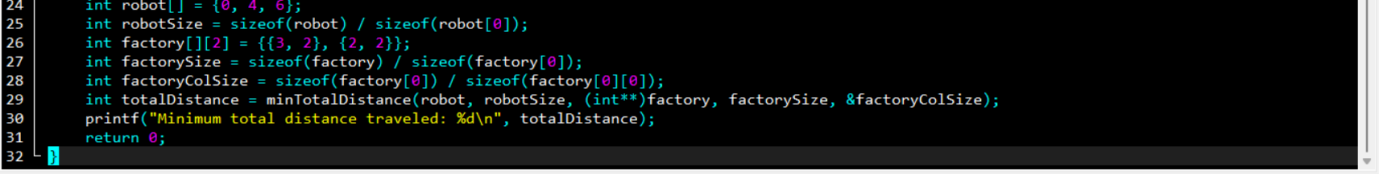 24 int robot[] = {0, 4, 6};
25 int robotSize = sizeof(robot) / sizeof(robot[0]);
26 int factory[][2] = {{3, 2}, {2, 2}};
27 int factorySize = sizeof(factory) / sizeof(factory[0]);
28 int factoryColSize = sizeof(factory[0]) / sizeof(factory[0][0]);
29 int totalDistance = minTotalDistance(robot, robotSize, (int**)factory, factorySize, &factoryColSize);
30 printf("Minimum total distance traveled: %d\n", totalDistance);
31 return 0;
32 }